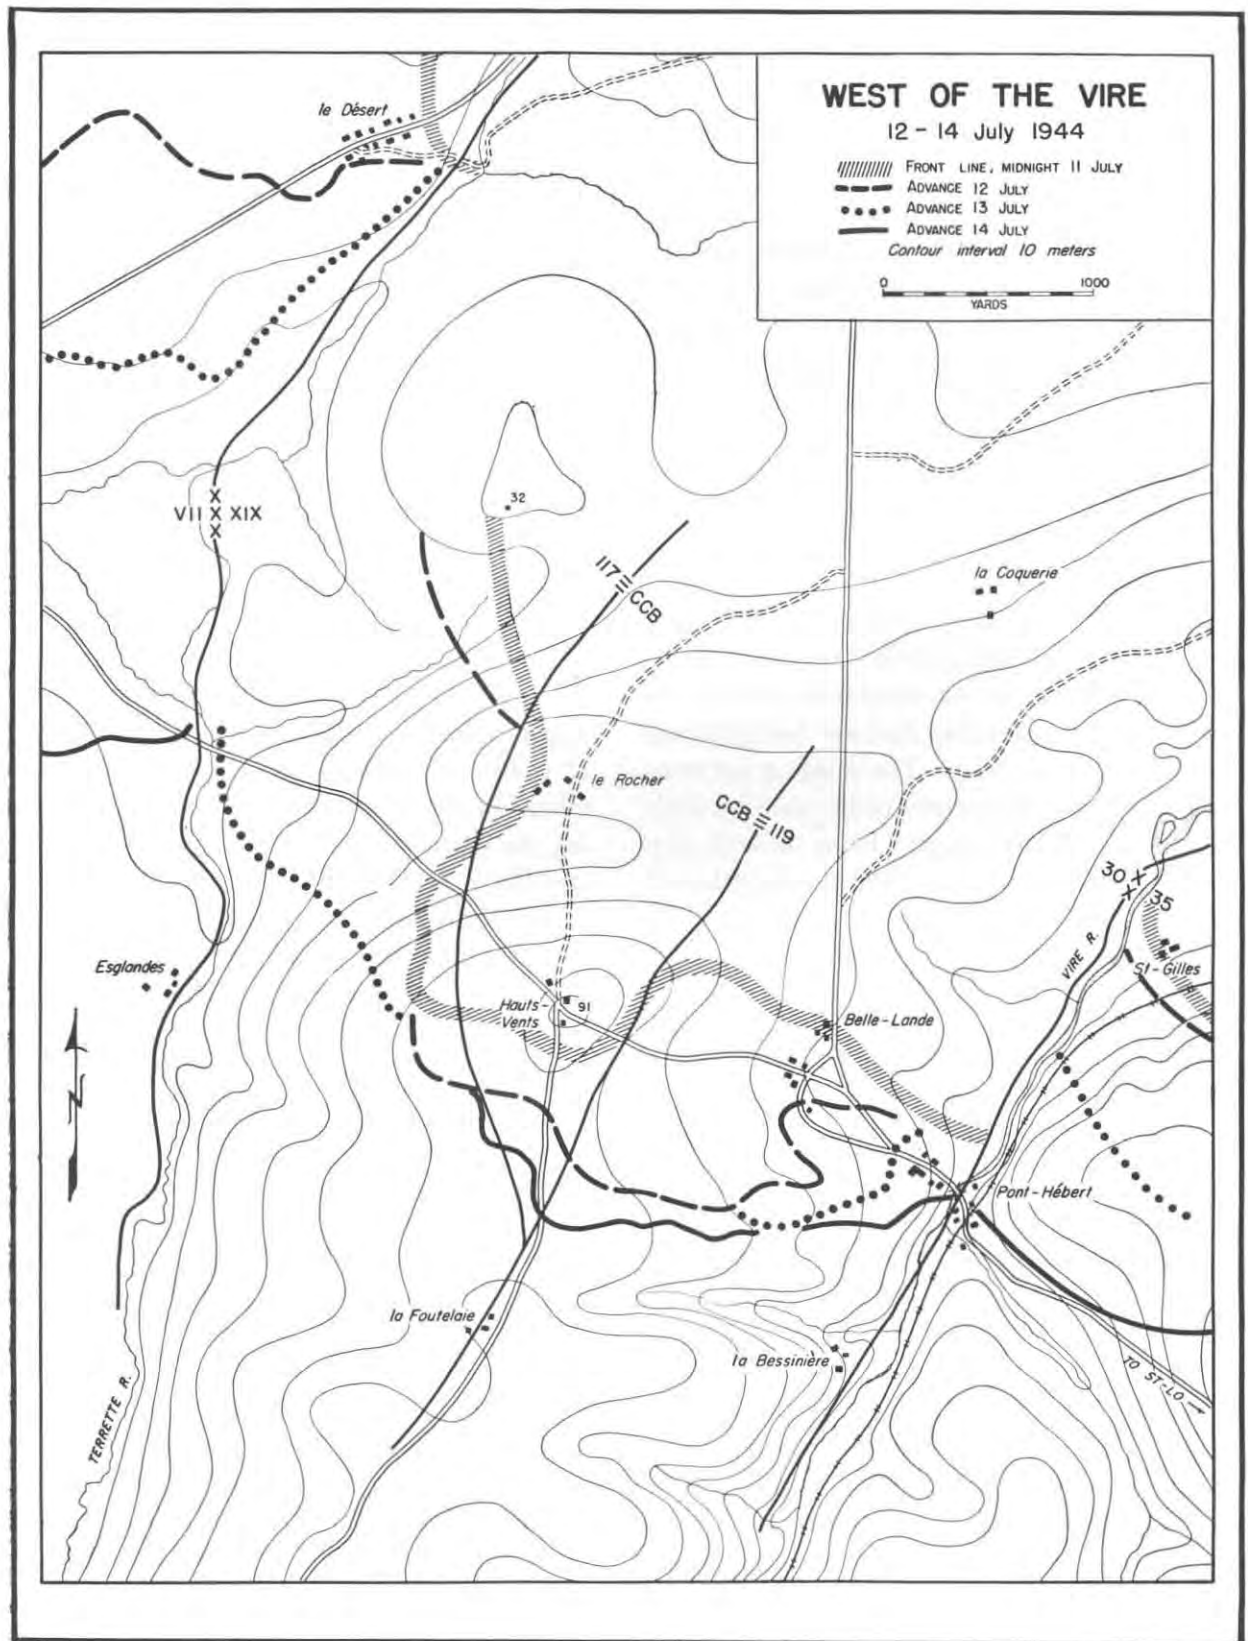 WEST OF THE VIRE
12 - 14 July 1944
FRONT LINE, MIDNIGHT 11 JULY
ADVANCE 12 JULY
ADVANCE 13 JULY
ADVANCE 14 JULY
Contour interval 10 meters
0 1000
YARDS
le Désert
32
VII X XIX
X
X
117 CCB
la Coquerie
le Rocher
CCB 119
30 X 35
X
VIRE R.
St-Gilles
Esglandes
Hauts-
Vents
91
Belle-Lande
N
Pont-Hébert
la Foutelaie
la Bessinière
TO ST-LO
TERRETTE R.